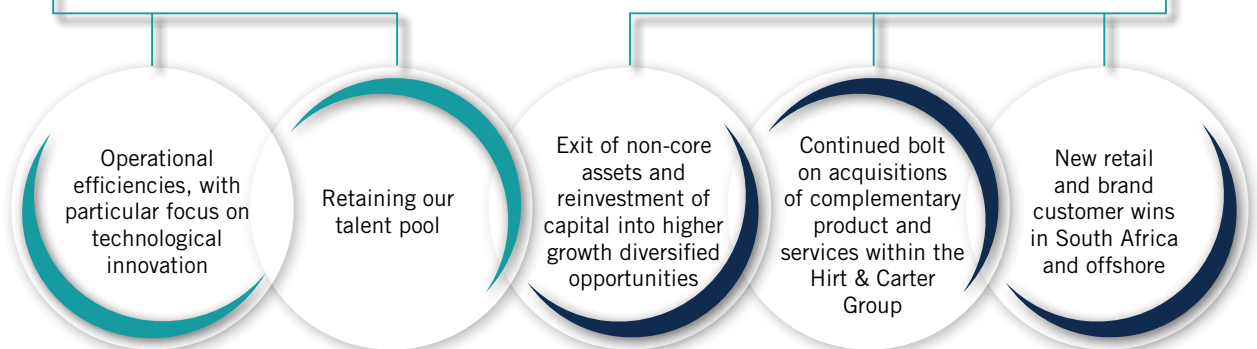 Operational
efficiencies, with
particular focus on
technological
innovation
Retaining our
talent pool
Exit of non-core
assets and
reinvestment of
capital into higher
growth diversified
opportunities
Continued bolt
on acquisitions
of complementary
product and
services within the
Hirt & Carter
Group
New retail
and brand
customer wins
in South Africa
and offshore